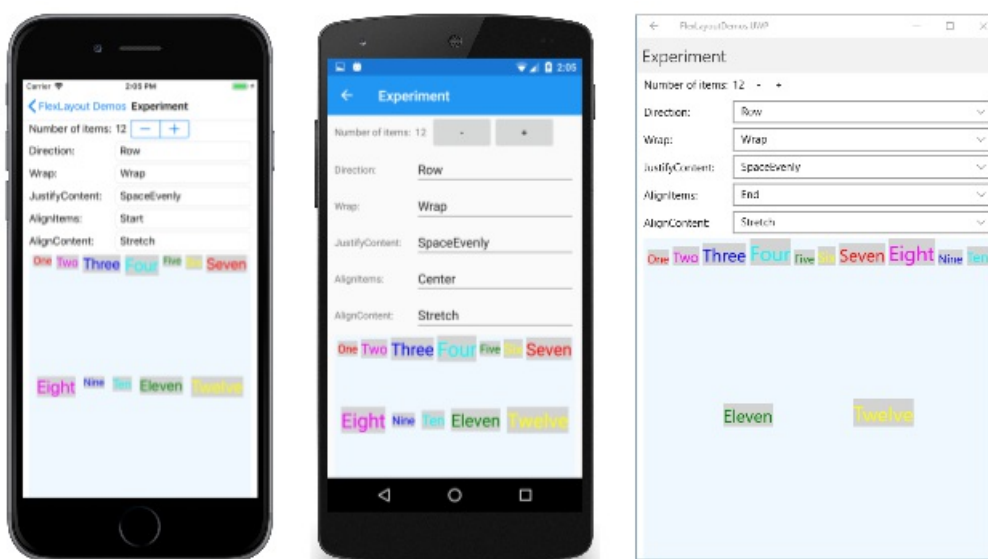 Carrier 2:05 PM
FlexLayout Demos Experiment
Number of items: 12 — +
Direction: Row
Wrap: Wrap
JustifyContent: SpaceEvenly
AlignItems: Start
AlignContent: Stretch
One Two Three Four Five Six Seven
Eight Nine Ten Eleven Twelve
2:05
Experiment
Number of items: 12 - +
Direction: Row
Wrap: Wrap
JustifyContent: SpaceEvenly
AlignItems: Center
AlignContent: Stretch
One Two Three Four Five Six Seven
Eight Nine Ten Eleven Twelve
FlexLayoutDemos.UWP
Experiment
Number of items: 12 - +
Direction: Row
Wrap: Wrap
JustifyContent: SpaceEvenly
AlignItems: End
AlignContent: Stretch
One Two Three Four Five Six Seven Eight Nine Ten
Eleven Twelve